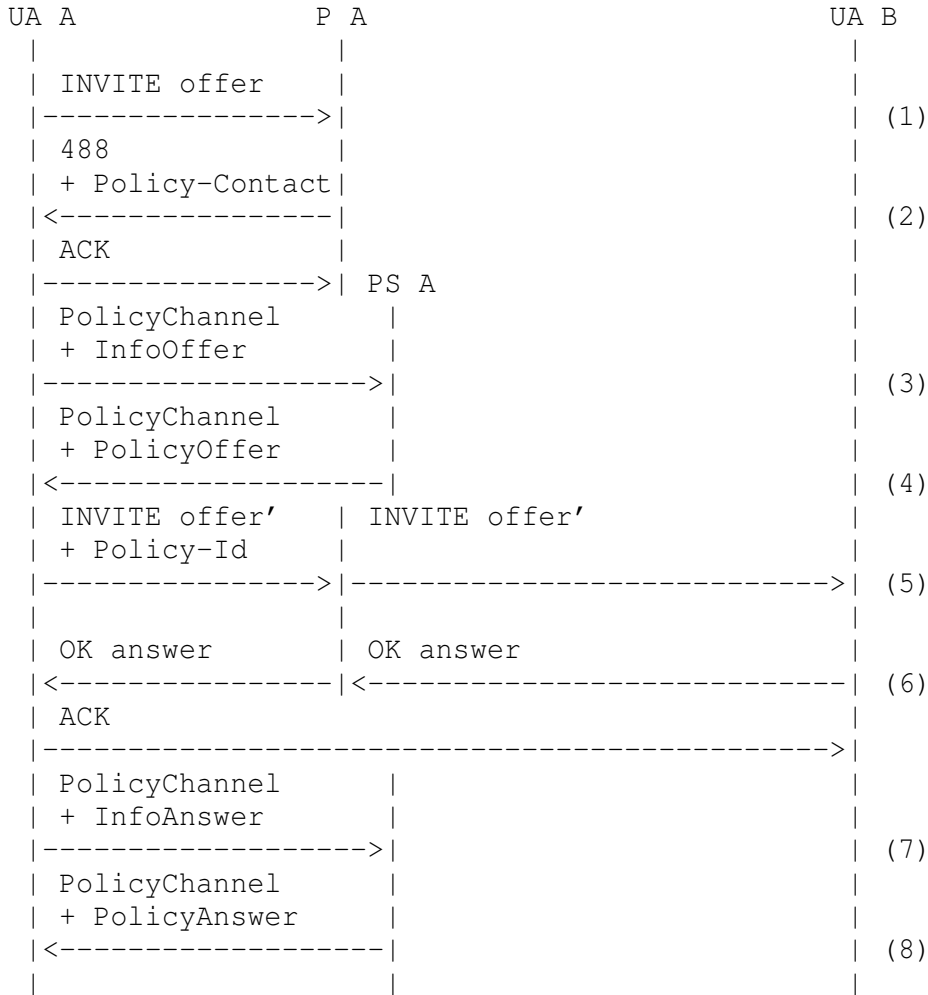 UA A P A UA B
INVITE offer
(1)
488
+ Policy-Contact
(2)
ACK
PS A
PolicyChannel
+ InfoOffer
(3)
PolicyChannel
+ PolicyOffer
(4)
INVITE offer’ INVITE offer’
+ Policy-Id
(5)
OK answer OK answer
(6)
ACK
PolicyChannel
+ InfoAnswer
(7)
PolicyChannel
+ PolicyAnswer
(8)